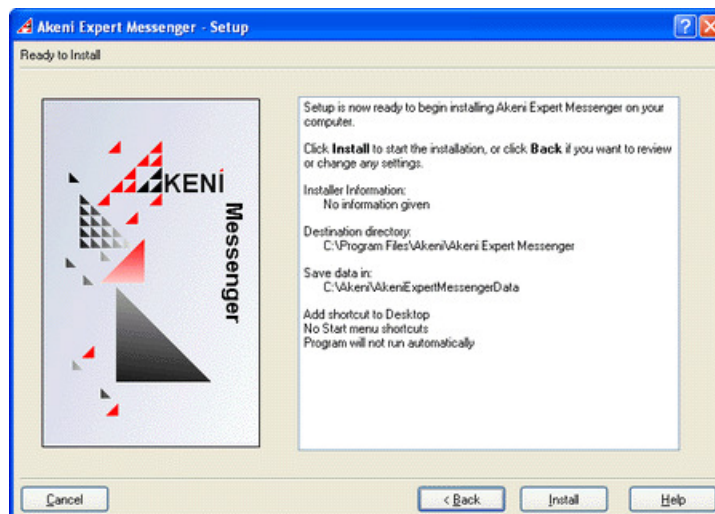 Akeni Expert Messenger - Setup
Ready to Install
AKENI
Messenger
Setup is now ready to begin installing Akeni Expert Messenger on your
computer.
Click Install to start the installation, or click Back if you want to review
or change any settings.
Installer Information:
No information given
Destination directory:
C:\Program Files\Akeni\Akeni Expert Messenger
Save data in:
C:\Akeni\AkeniExpertMessengerData
Add shortcut to Desktop
No Start menu shortcuts
Program will not run automatically
Cancel
< Back
Install
Help